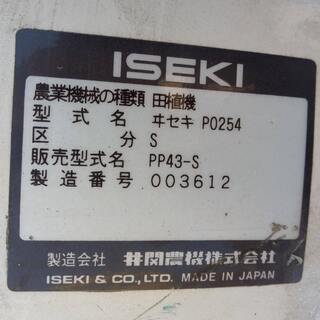 ISEKI
農業機械の種類 田植機
型式名 ヰセキ P0254
区分 S
販売型式名 PP43-S
製造番号 003612
製造会社 井関農機株式会社
ISEKI & CO.,LTD. MADE IN JAPAN